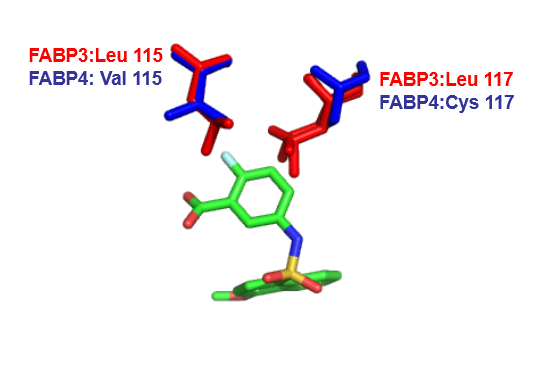 FABP3:Leu 115
FABP4: Val 115
FABP3:Leu 117
FABP4:Cys 117